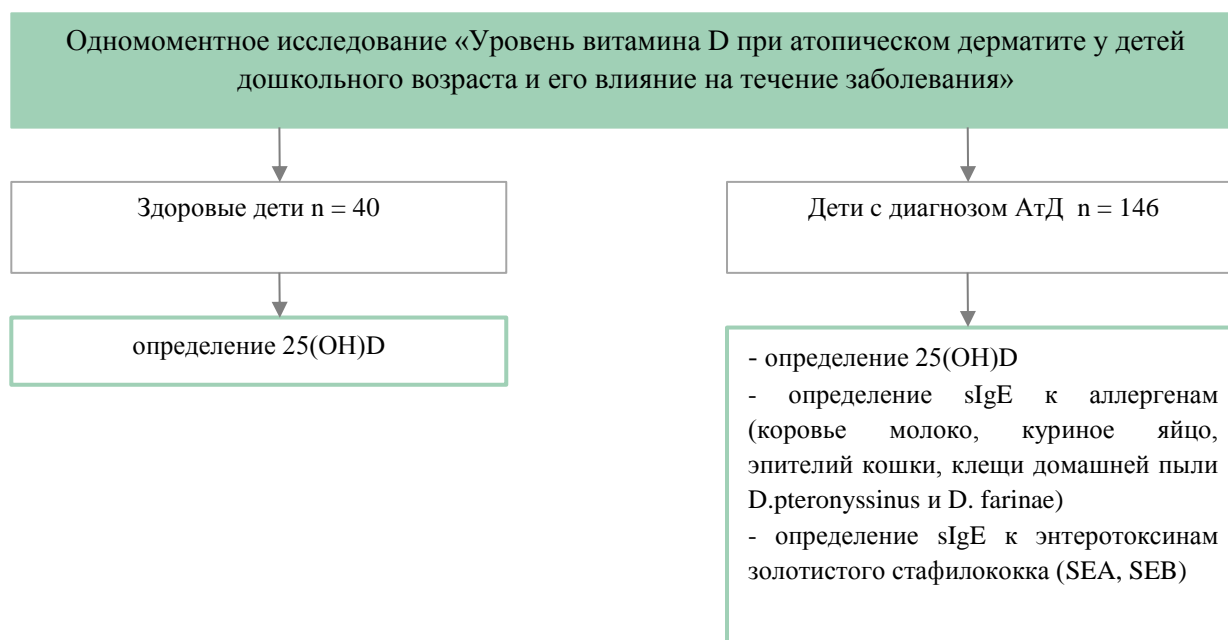 Одномоментное исследование «Уровень витамина D при атопическом дерматите у детей
дошкольного возраста и его влияние на течение заболевания»
Здоровые дети n = 40
Дети с диагнозом АтД n = 146
определение 25(OH)D
- определение 25(OH)D
- определение sIgE к аллергенам
(коровье молоко, куриное яйцо,
эпителий кошки, клещи домашней пыли
D.pteronyssinus и D. farinae)
- определение sIgE к энтеротоксинам
золотистого стафилококка (SEA, SEB)